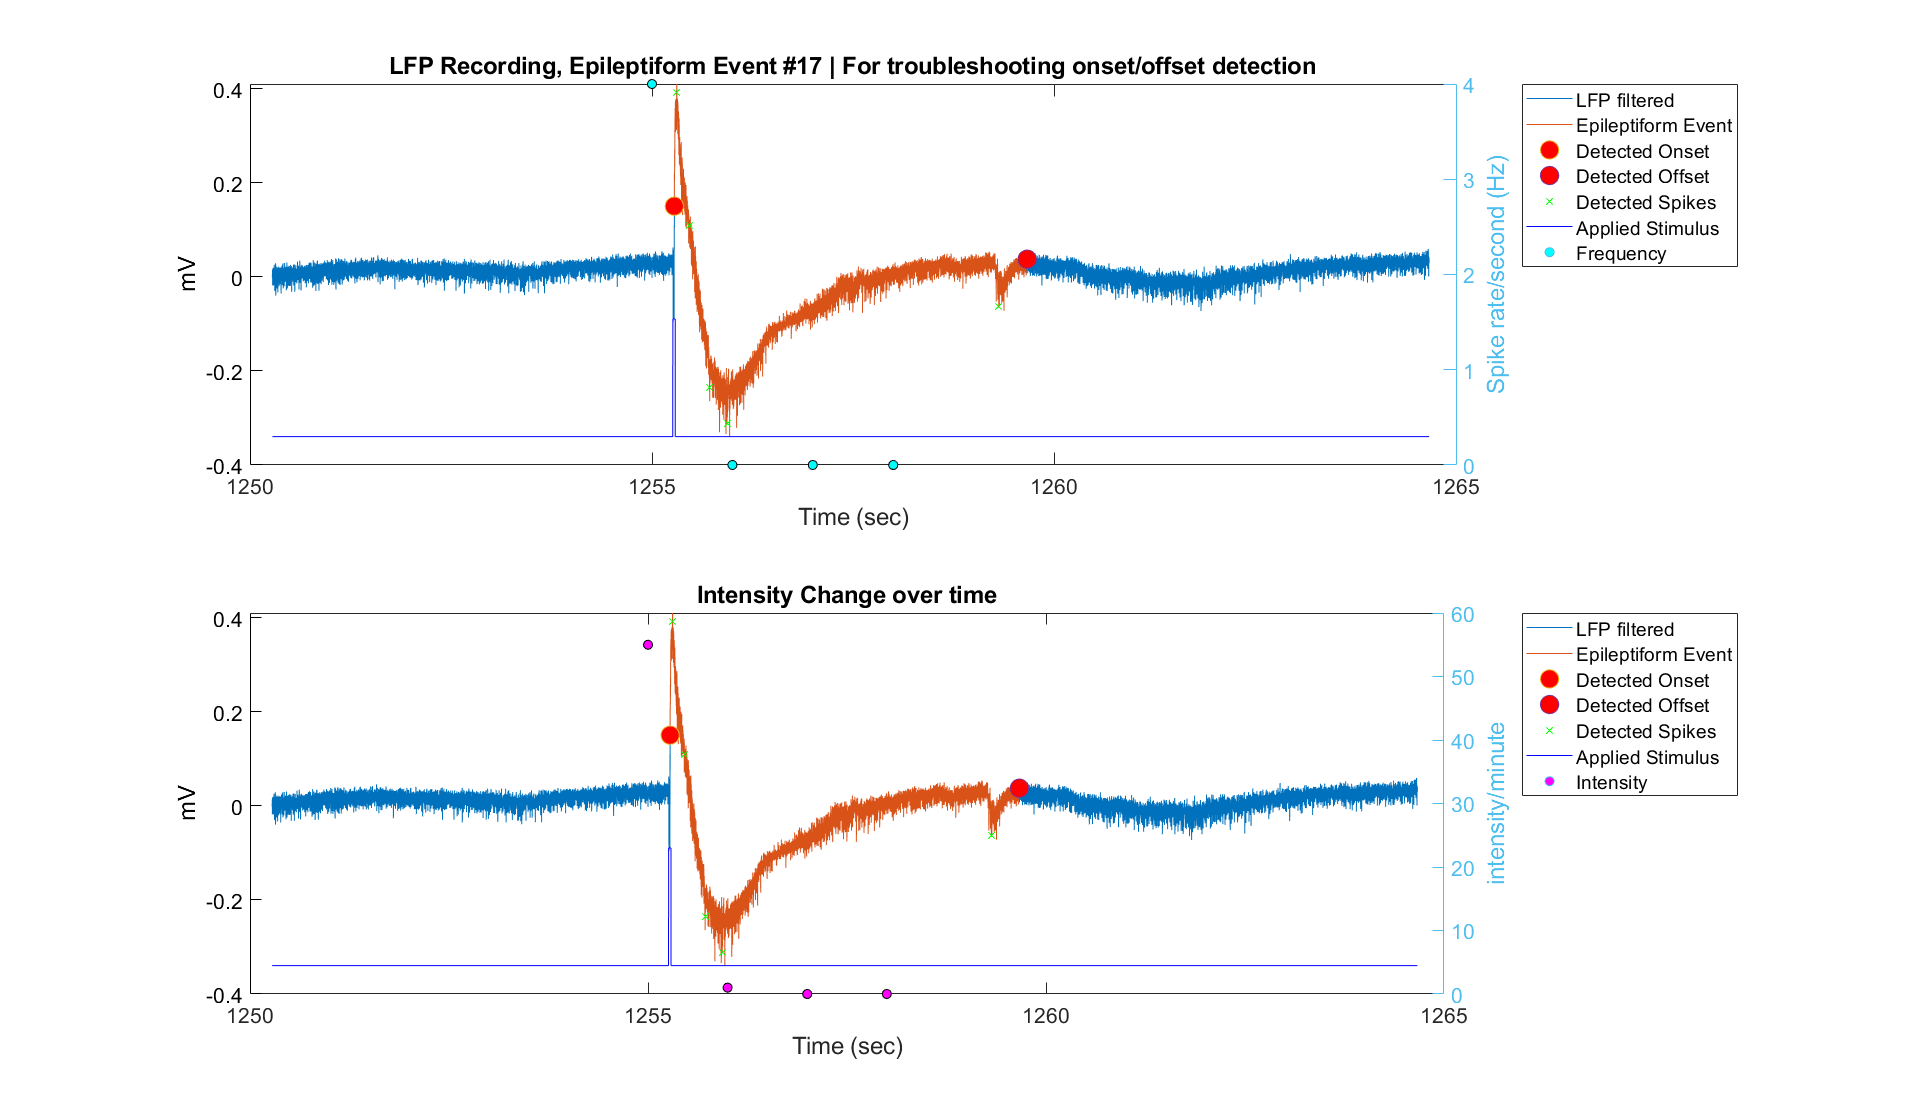 LFP Recording, Epileptiform Event #17 | For troubleshooting onset/offset detection
0.4
0.2
0
-0.2
-0.4
mV
1250
1255
1260
1265
Time (sec)
4
3
2
1
0
Spike rate/second (Hz)
LFP filtered
Epileptiform Event
Detected Onset
Detected Offset
Detected Spikes
Applied Stimulus
Frequency
Intensity Change over time
0.4
0.2
0
-0.2
-0.4
mV
1250
1255
1260
1265
Time (sec)
60
50
40
30
20
10
0
intensity/minute
LFP filtered
Epileptiform Event
Detected Onset
Detected Offset
Detected Spikes
Applied Stimulus
Intensity